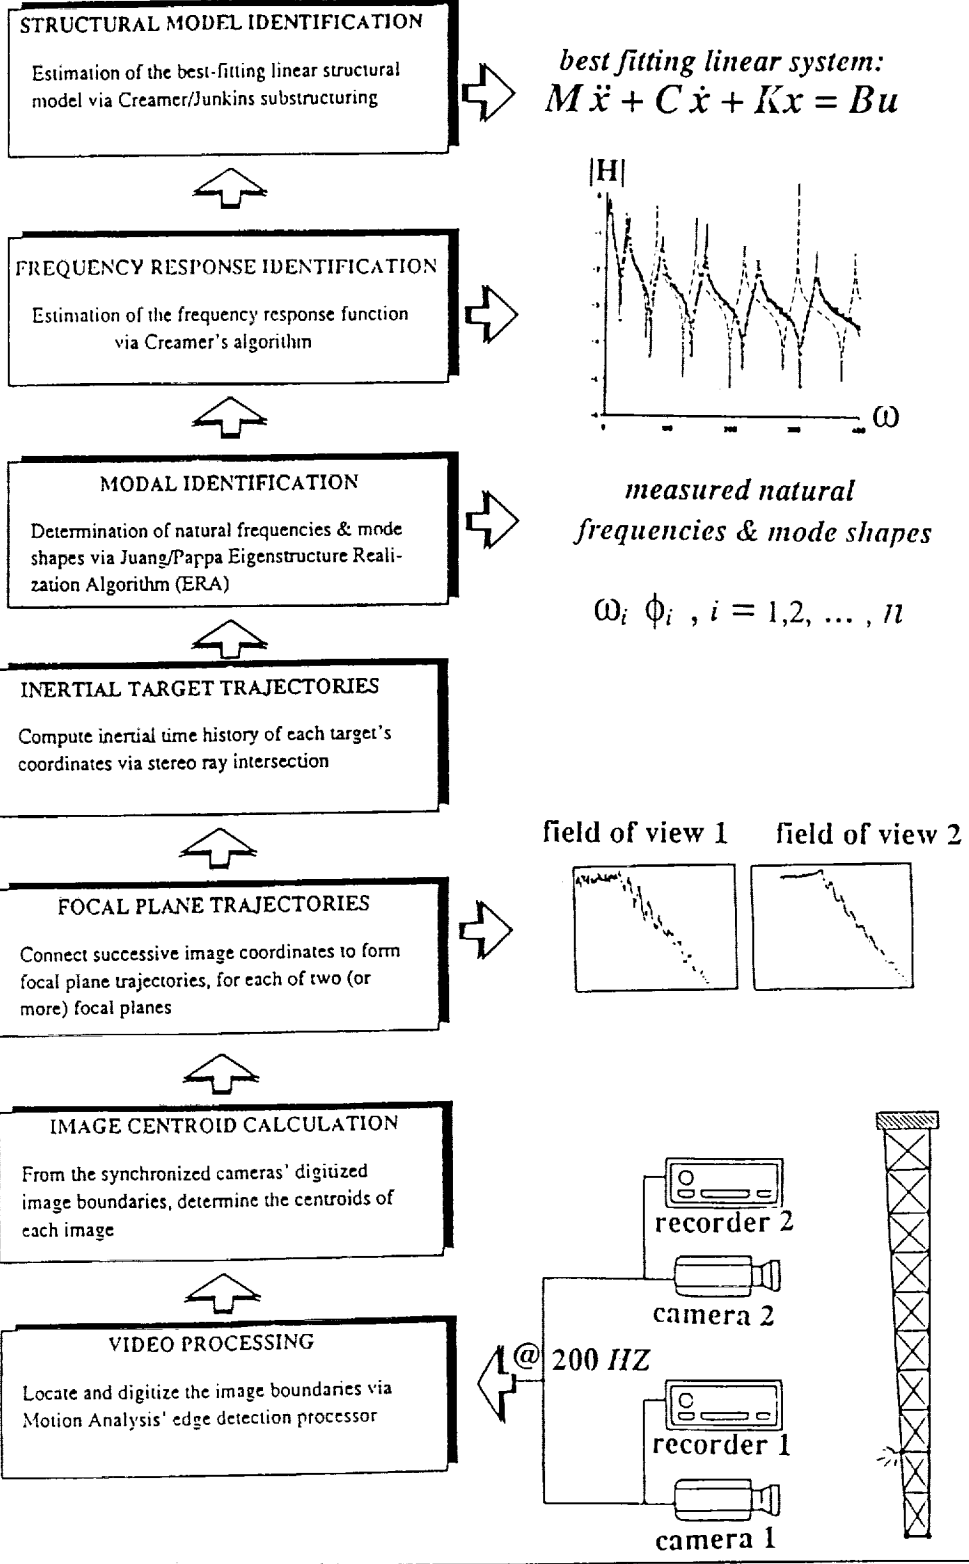 STRUCTURAL MODEL IDENTIFICATION
Estimation of the best-fitting linear structural
model via Creamer/Junkins substructuring
best fitting linear system:
Mẍ + Cẋ + Kx = Bu
|H|
ω
FREQUENCY RESPONSE IDENTIFICATION
Estimation of the frequency response function
via Creamer's algorithm
MODAL IDENTIFICATION
Determination of natural frequencies & mode
shapes via Juang/Pappa Eigenstructure Reali-
zation Algorithm (ERA)
measured natural
frequencies & mode shapes
ωi ϕi , i = 1,2, ... , n
INERTIAL TARGET TRAJECTORIES
Compute inertial time history of each target's
coordinates via stereo ray intersection
field of view 1
field of view 2
FOCAL PLANE TRAJECTORIES
Connect successive image coordinates to form
focal plane trajectories, for each of two (or
more) focal planes
IMAGE CENTROID CALCULATION
From the synchronized cameras' digitized
image boundaries, determine the centroids of
each image
recorder 2
camera 2
VIDEO PROCESSING
Locate and digitize the image boundaries via
Motion Analysis' edge detection processor
@ 200 HZ
recorder 1
camera 1